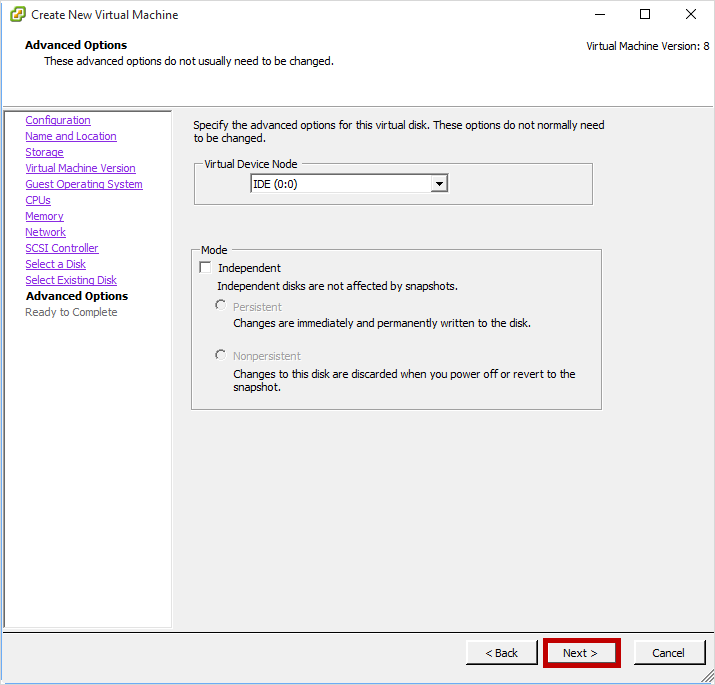 Create New Virtual Machine
Advanced Options
These advanced options do not usually need to be changed.
Virtual Machine Version: 8
Configuration
Name and Location
Storage
Virtual Machine Version
Guest Operating System
CPUs
Memory
Network
SCSI Controller
Select a Disk
Select Existing Disk
Advanced Options
Ready to Complete
Specify the advanced options for this virtual disk. These options do not normally need
to be changed.
Virtual Device Node
IDE (0:0)
Mode
Independent
Independent disks are not affected by snapshots.
Persistent
Changes are immediately and permanently written to the disk.
Nonpersistent
Changes to this disk are discarded when you power off or revert to the
snapshot.
< Back
Next >
Cancel